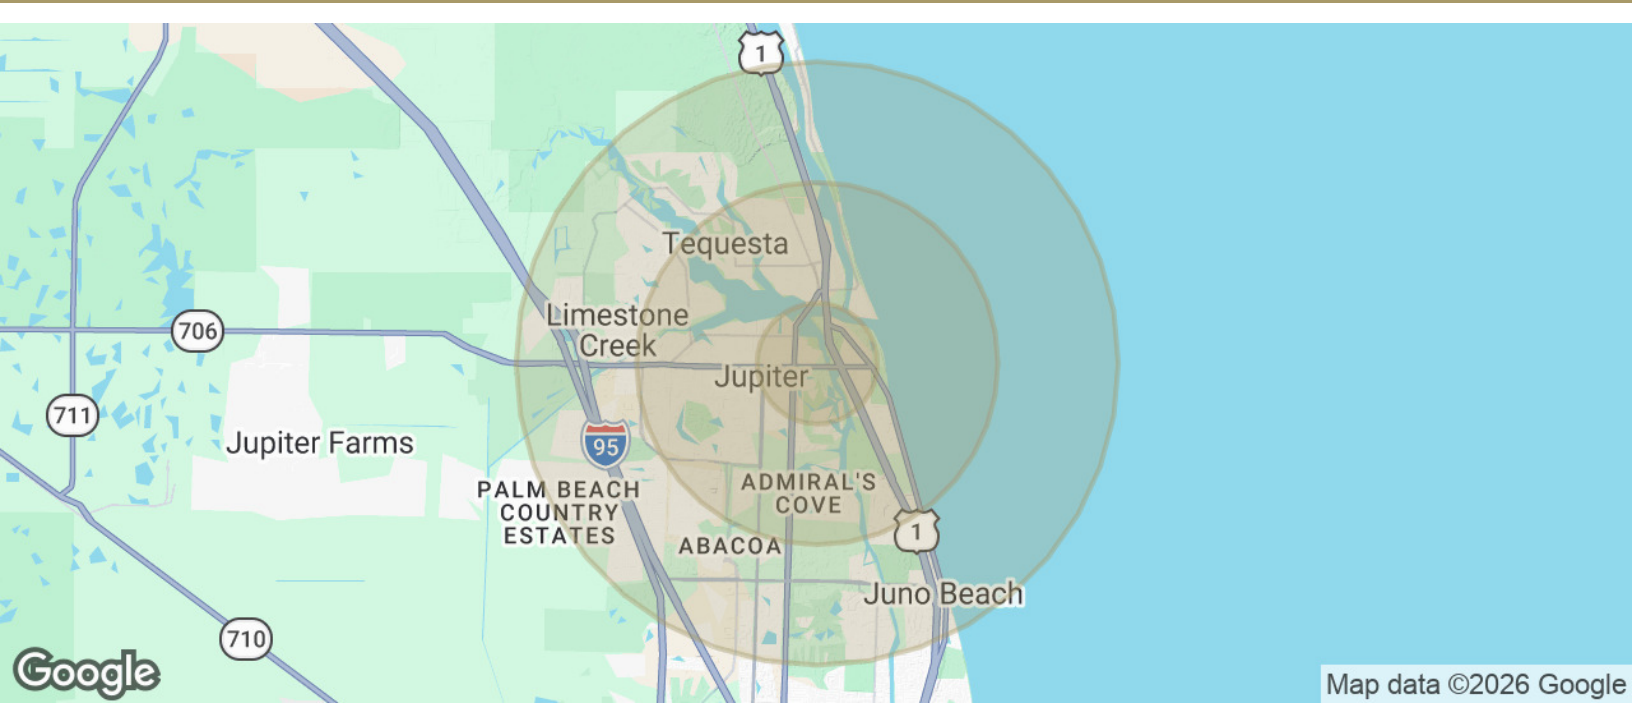 1
Tequesta
Limestone
Creek
706
Jupiter
711
Jupiter Farms
95
PALM BEACH
COUNTRY
ESTATES
ADMIRAL'S
COVE
1
ABACOA
Juno Beach
710
Google
Map data ©2026 Google